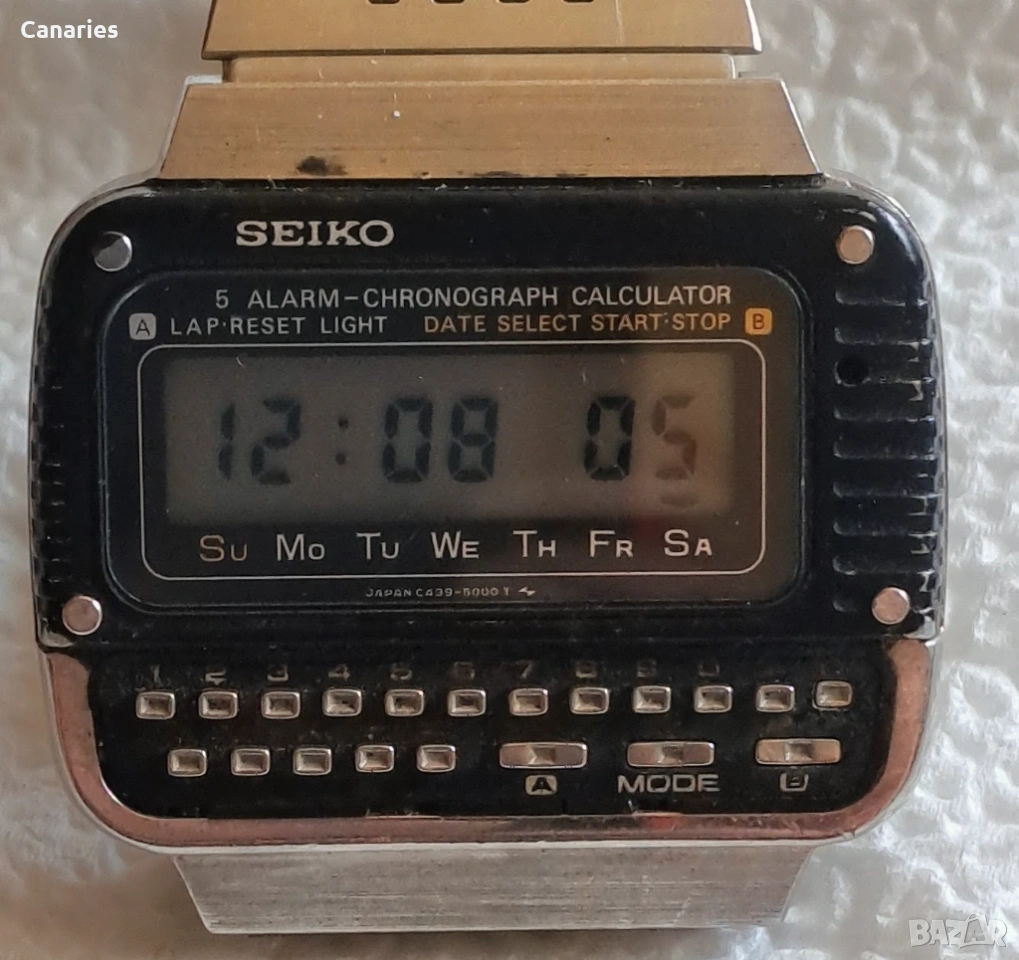 Canaries
SEIKO
5 ALARM-CHRONOGRAPH CALCULATOR
A LAP·RESET LIGHT DATE SELECT START·STOP B
12:08 05
SU MO TU WE TH FR SA
JAPAN C439-5000 T
1 2 3 4 5 6 7 8 9 0
A MODE B
BAZAR